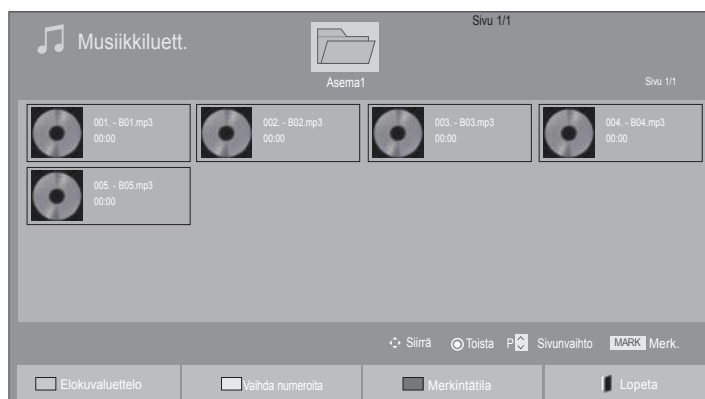 Sivu 1/1
Musiikkiluett.
Asema1
Sivu 1/1
001. - B01.mp3
00:00
002. - B02.mp3
00:00
003. - B03.mp3
00:00
004. - B04.mp3
00:00
005. - B05.mp3
00:00
Siirrä Toista P Sivunvaihto MARK Merk.
Elokuvaluettelo Vaihda numeroita Merkintätila Lopeta